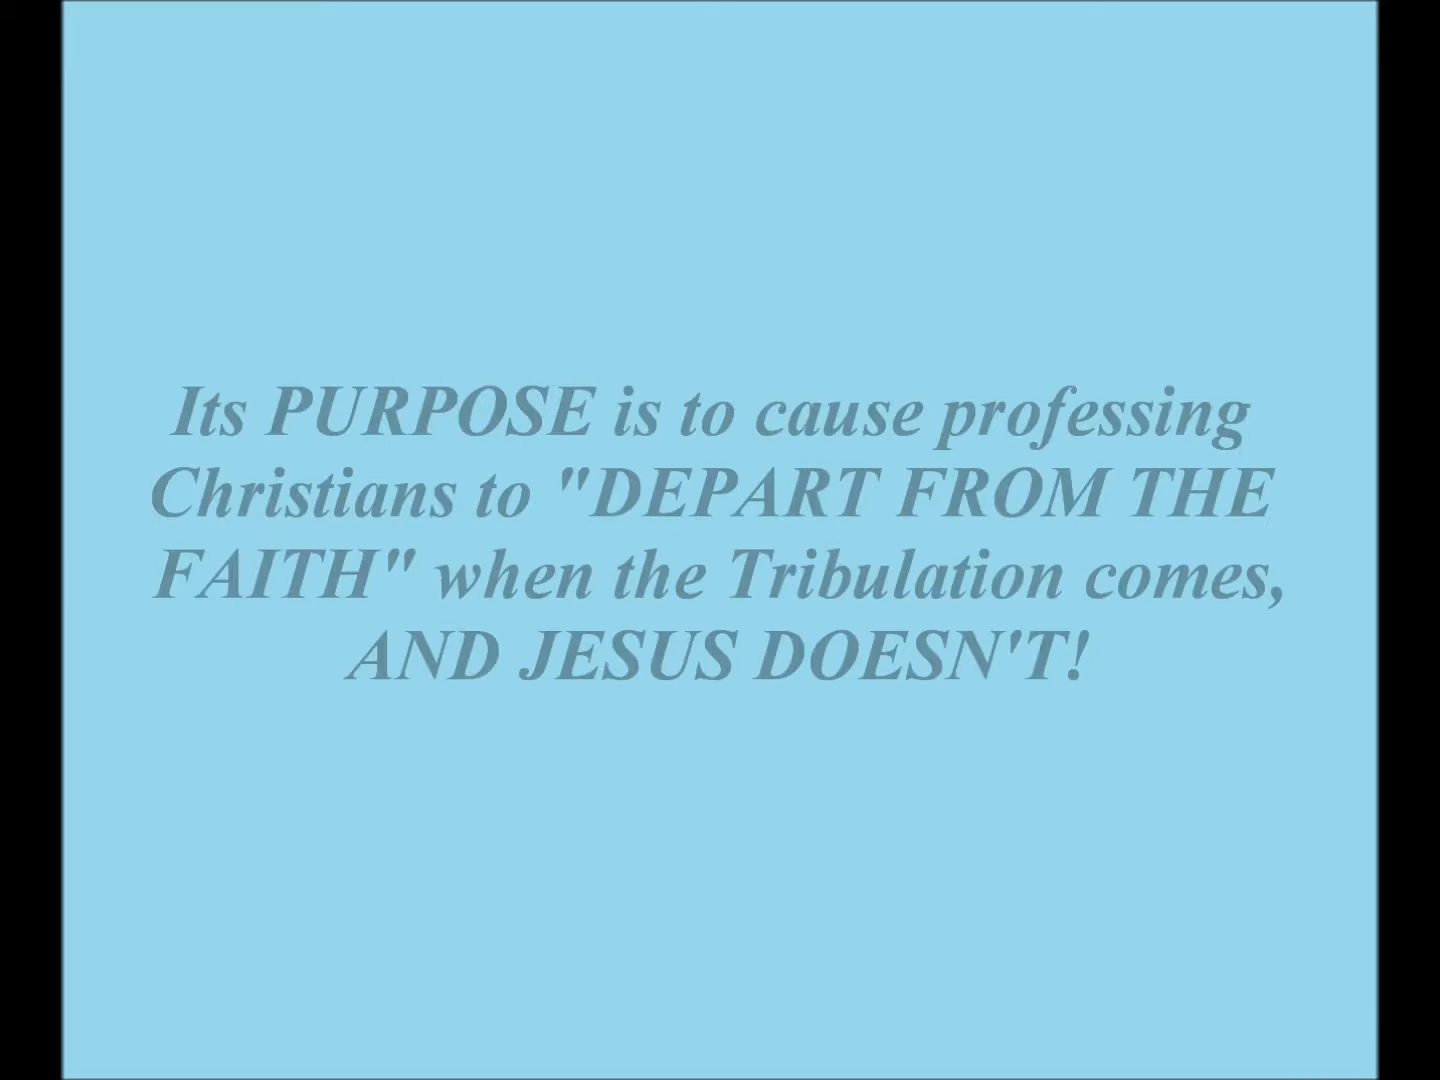 Its PURPOSE is to cause professing
Christians to "DEPART FROM THE
FAITH" when the Tribulation comes,
AND JESUS DOESN'T!